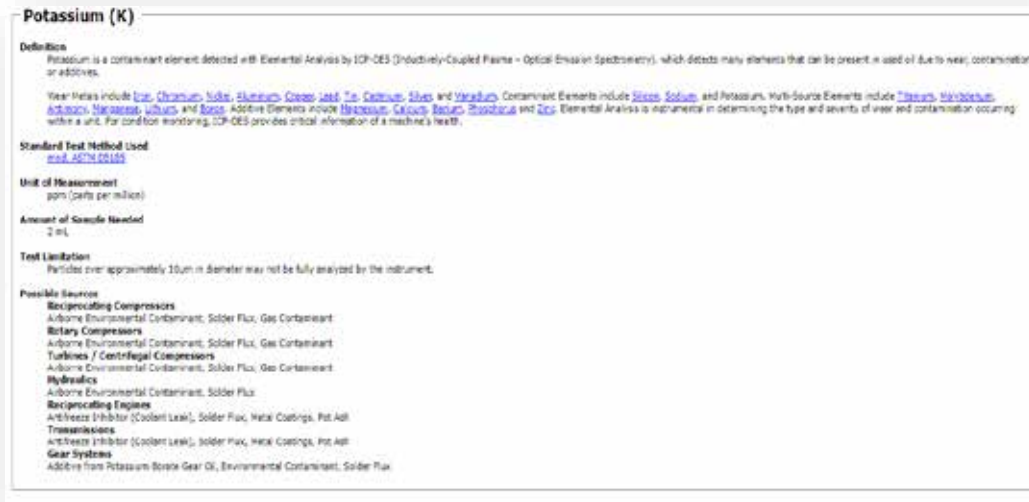 Potassium (K)
Definition
Potassium is a contaminant element detected with Elemental Analysis by ICP-OES (Inductively-Coupled Plasma – Optical Emission Spectrometry), which detects many elements that can be present in used oil due to wear, contamination
or additives.
Wear Metals include Iron, Chromium, Nickel, Aluminum, Copper, Lead, Tin, Cadmium, Silver, and Vanadium. Contaminant Elements include Silicon, Sodium, and Potassium. Multi-Source Elements include Titanium, Molybdenum,
Antimony, Manganese, Lithium, and Boron. Additive Elements include Magnesium, Calcium, Barium, Phosphorus and Zinc. Elemental Analysis is instrumental in determining the type and severity of wear and contamination occurring
within a unit. For condition monitoring, ICP-OES provides critical information of a machine's health.
Standard Test Method Used
mod. ASTM D5185
Unit of Measurement
ppm (parts per million)
Amount of Sample Needed
2 mL
Test Limitation
Particles over approximately 10µm in diameter may not be fully analyzed by the instrument.
Possible Sources
Reciprocating Compressors
Airborne Environmental Contaminant, Solder Flux, Gas Contaminant
Rotary Compressors
Airborne Environmental Contaminant, Solder Flux, Gas Contaminant
Turbines / Centrifugal Compressors
Airborne Environmental Contaminant, Solder Flux, Gas Contaminant
Hydraulics
Airborne Environmental Contaminant, Solder Flux
Reciprocating Engines
Antifreeze Inhibitor (Coolant Leak), Solder Flux, Metal Coatings, Pot Ash
Transmissions
Antifreeze Inhibitor (Coolant Leak), Solder Flux, Metal Coatings, Pot Ash
Gear Systems
Additive from Potassium Borate Gear Oil, Environmental Contaminant, Solder Flux